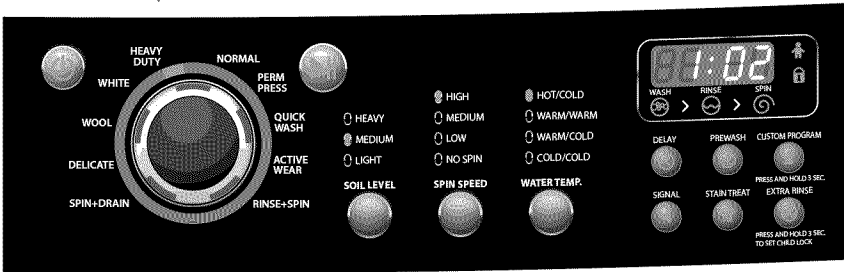 HEAVY
DUTY
NORMAL
WHITE
PERM
PRESS
WOOL
QUICK
WASH
DELICATE
ACTIVE
WEAR
SPIN+DRAIN
RINSE+SPIN
HEAVY
MEDIUM
LIGHT
SOIL LEVEL
HIGH
MEDIUM
LOW
NO SPIN
SPIN SPEED
HOT/COLD
WARM/WARM
WARM/COLD
COLD/COLD
WATER TEMP.
1:02
WASH
RINSE
SPIN
> >
DELAY
PREWASH
CUSTOM PROGRAM
PRESS AND HOLD 3 SEC.
SIGNAL
STAIN TREAT
EXTRA RINSE
PRESS AND HOLD 3 SEC.
TO SET CHILD LOCK